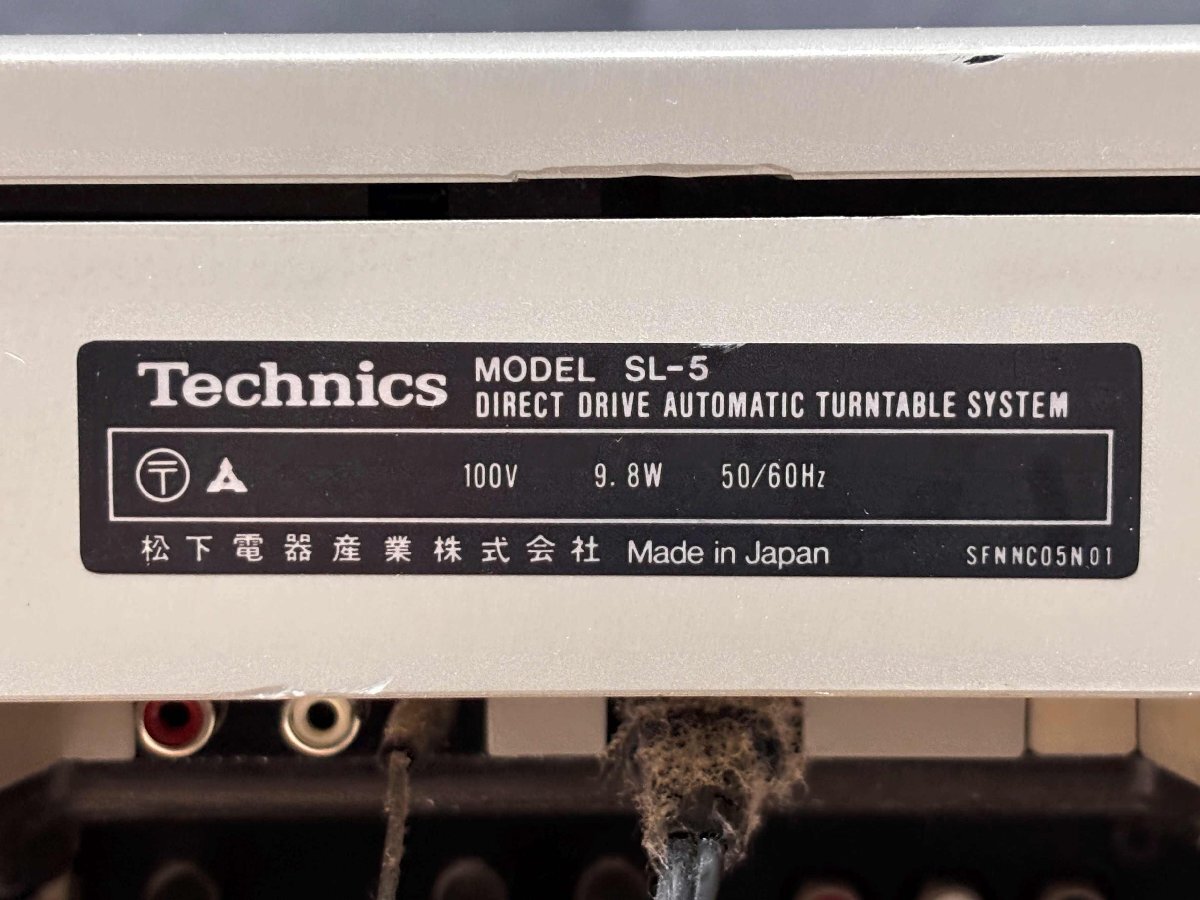 Technics
MODEL SL-5
DIRECT DRIVE AUTOMATIC TURNTABLE SYSTEM
〒 100V 9.8W 50/60Hz
松下電器産業株式会社 Made in Japan SFNNC05N01